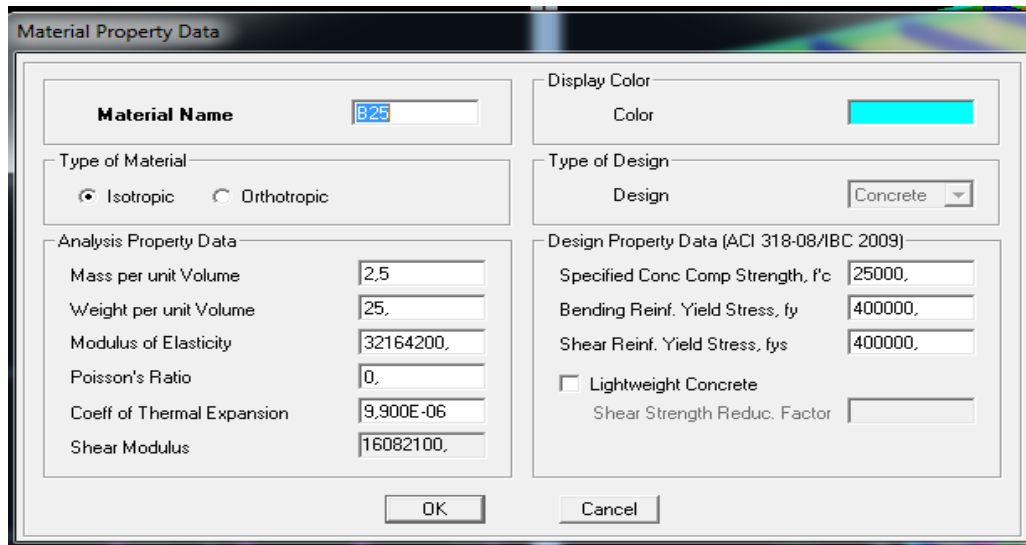 Material Property Data
Material Name B25
Display Color
Color
Type of Material
Isotropic Orthotropic
Type of Design
Design Concrete
Analysis Property Data
Mass per unit Volume 2,5
Weight per unit Volume 25,
Modulus of Elasticity 32164200,
Poisson's Ratio 0,
Coeff of Thermal Expansion 9,900E-06
Shear Modulus 16082100,
Design Property Data (ACI 318-08/IBC 2009)
Specified Conc Comp Strength, f'c 25000,
Bending Reinf. Yield Stress, fy 400000,
Shear Reinf. Yield Stress, fys 400000,
Lightweight Concrete
Shear Strength Reduc. Factor
OK Cancel